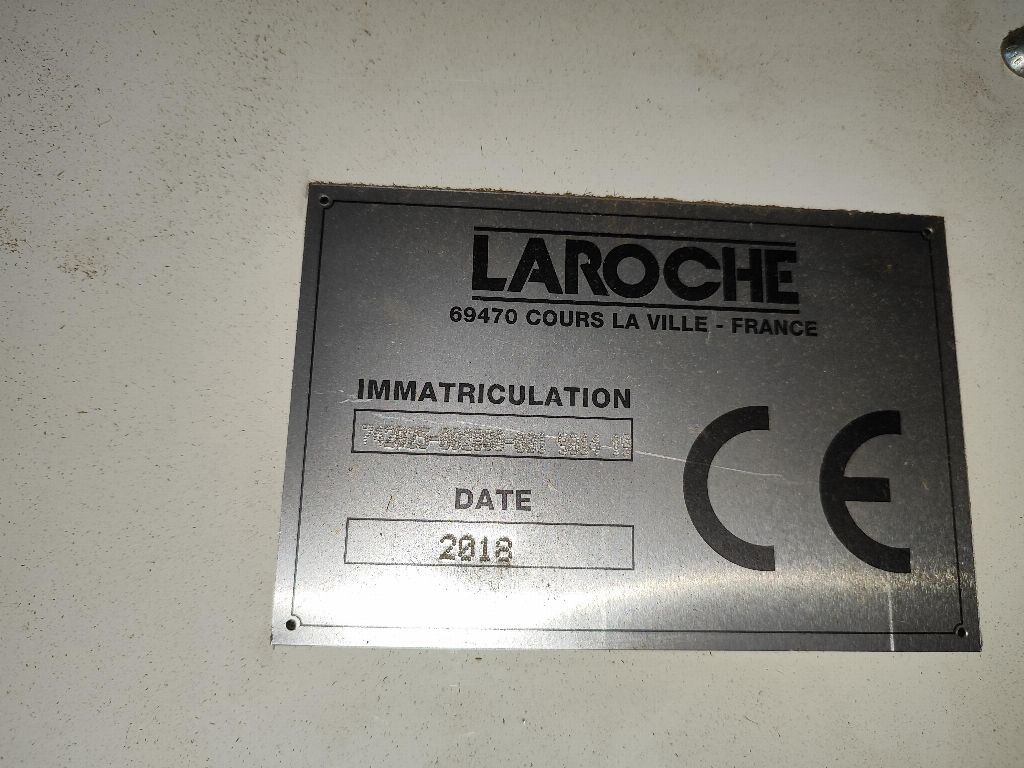 LAROCHE
69470 COURS LA VILLE - FRANCE
IMMATRICULATION
DATE
2018
CE